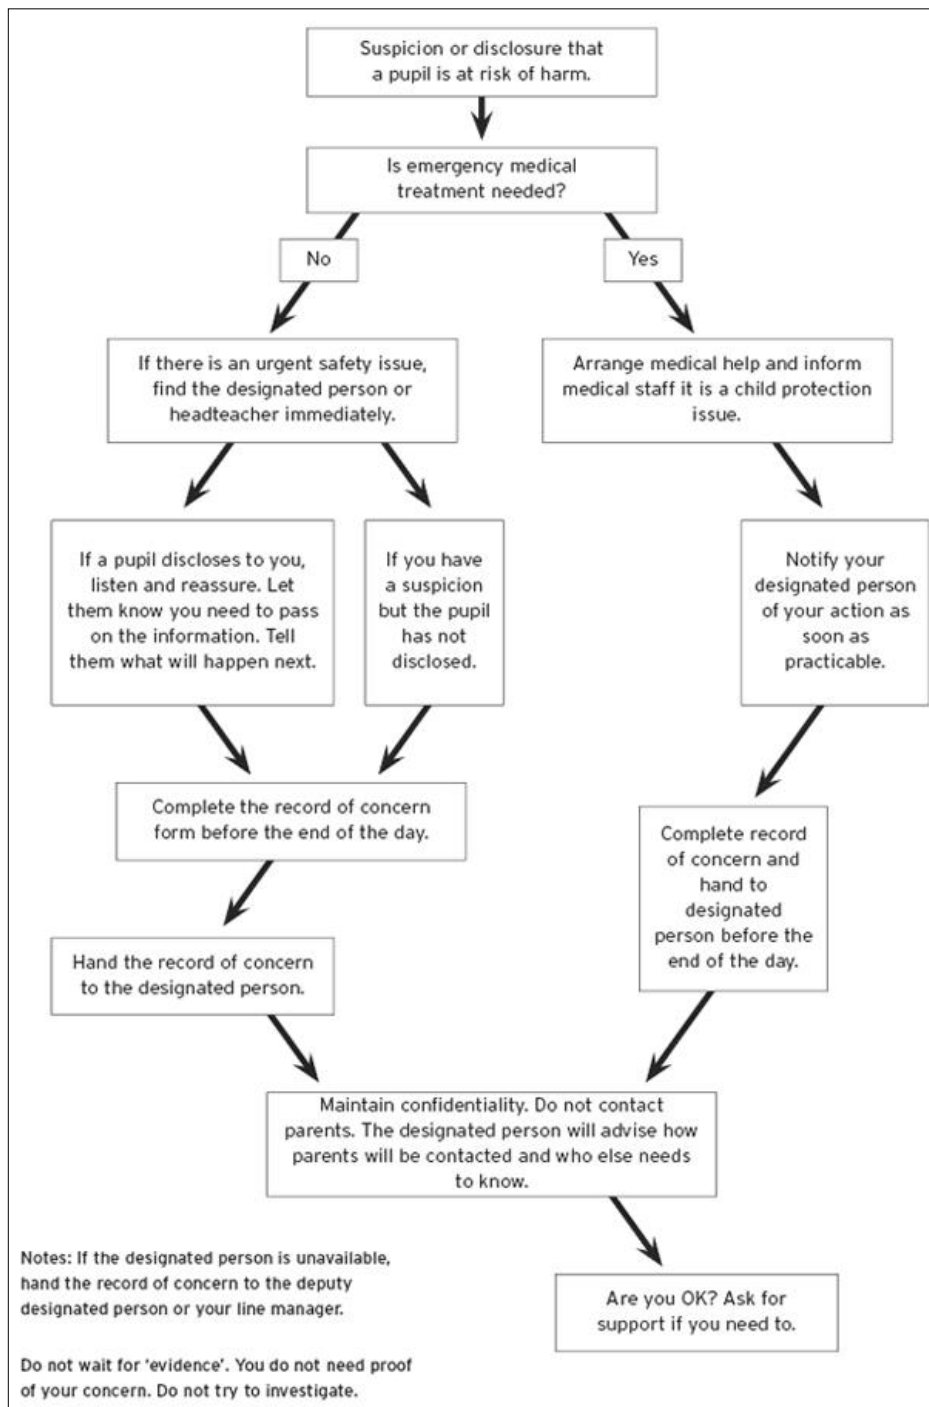 Suspicion or disclosure that
a pupil is at risk of harm.
Is emergency medical
treatment needed?
No
Yes
If there is an urgent safety issue,
find the designated person or
headteacher immediately.
Arrange medical help and inform
medical staff it is a child protection
issue.
If a pupil discloses to you,
listen and reassure. Let
them know you need to pass
on the information. Tell
them what will happen next.
If you have
a suspicion
but the pupil
has not
disclosed.
Notify your
designated person
of your action as
soon as
practicable.
Complete the record of concern
form before the end of the day.
Complete record
of concern and
hand to
designated
person before the
end of the day.
Hand the record of concern
to the designated person.
Maintain confidentiality. Do not contact
parents. The designated person will advise how
parents will be contacted and who else needs
to know.
Notes: If the designated person is unavailable,
hand the record of concern to the deputy
designated person or your line manager.
Are you OK? Ask for
support if you need to.
Do not wait for 'evidence'. You do not need proof
of your concern. Do not try to investigate.